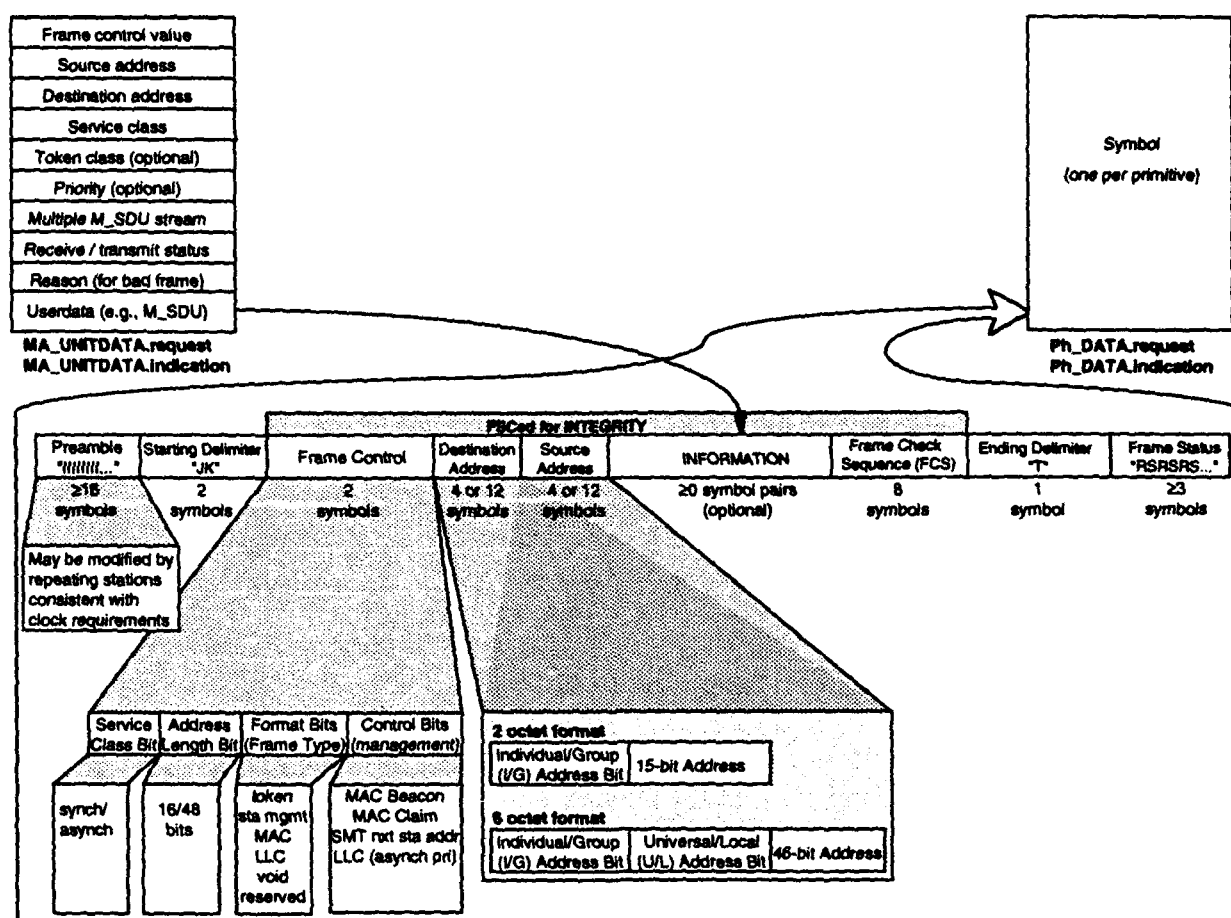 Frame control value
Source address
Destination address
Service class
Token class (optional)
Priority (optional)
Multiple M_SDU stream
Receive / transmit status
Reason (for bad frame)
Userdata (e.g., M_SDU)
MA_UNITDATA.request
MA_UNITDATA.indication
Symbol
(one per primitive)
Ph_DATA.request
Ph_DATA.indication
for INTEGRITY
Preamble
"IIIIIIII..."
Starting Delimiter
"JK"
Frame Control
Destination
Address
Source
Address
INFORMATION
Frame Check
Sequence (FCS)
Ending Delimiter
"T"
Frame Status
"RSRSRS..."
≥16
symbols
2
symbols
2
symbols
4 or 12
symbols
4 or 12
symbols
≥0 symbol pairs
(optional)
8
symbols
1
symbol
≥3
symbols
May be modified by
repeating stations
consistent with
clock requirements
Service
Class Bit
Address
Length Bit
Format Bits
(Frame Type)
Control Bits
(management)
synch/
asynch
16/48
bits
token
sta mgmt
MAC
LLC
void
reserved
MAC Beacon
MAC Claim
SMT nxt sta addr
LLC (asynch pri)
2 octet format
Individual/Group
(I/G) Address Bit
15-bit Address
6 octet format
Individual/Group
(I/G) Address Bit
Universal/Local
(U/L) Address Bit
46-bit Address